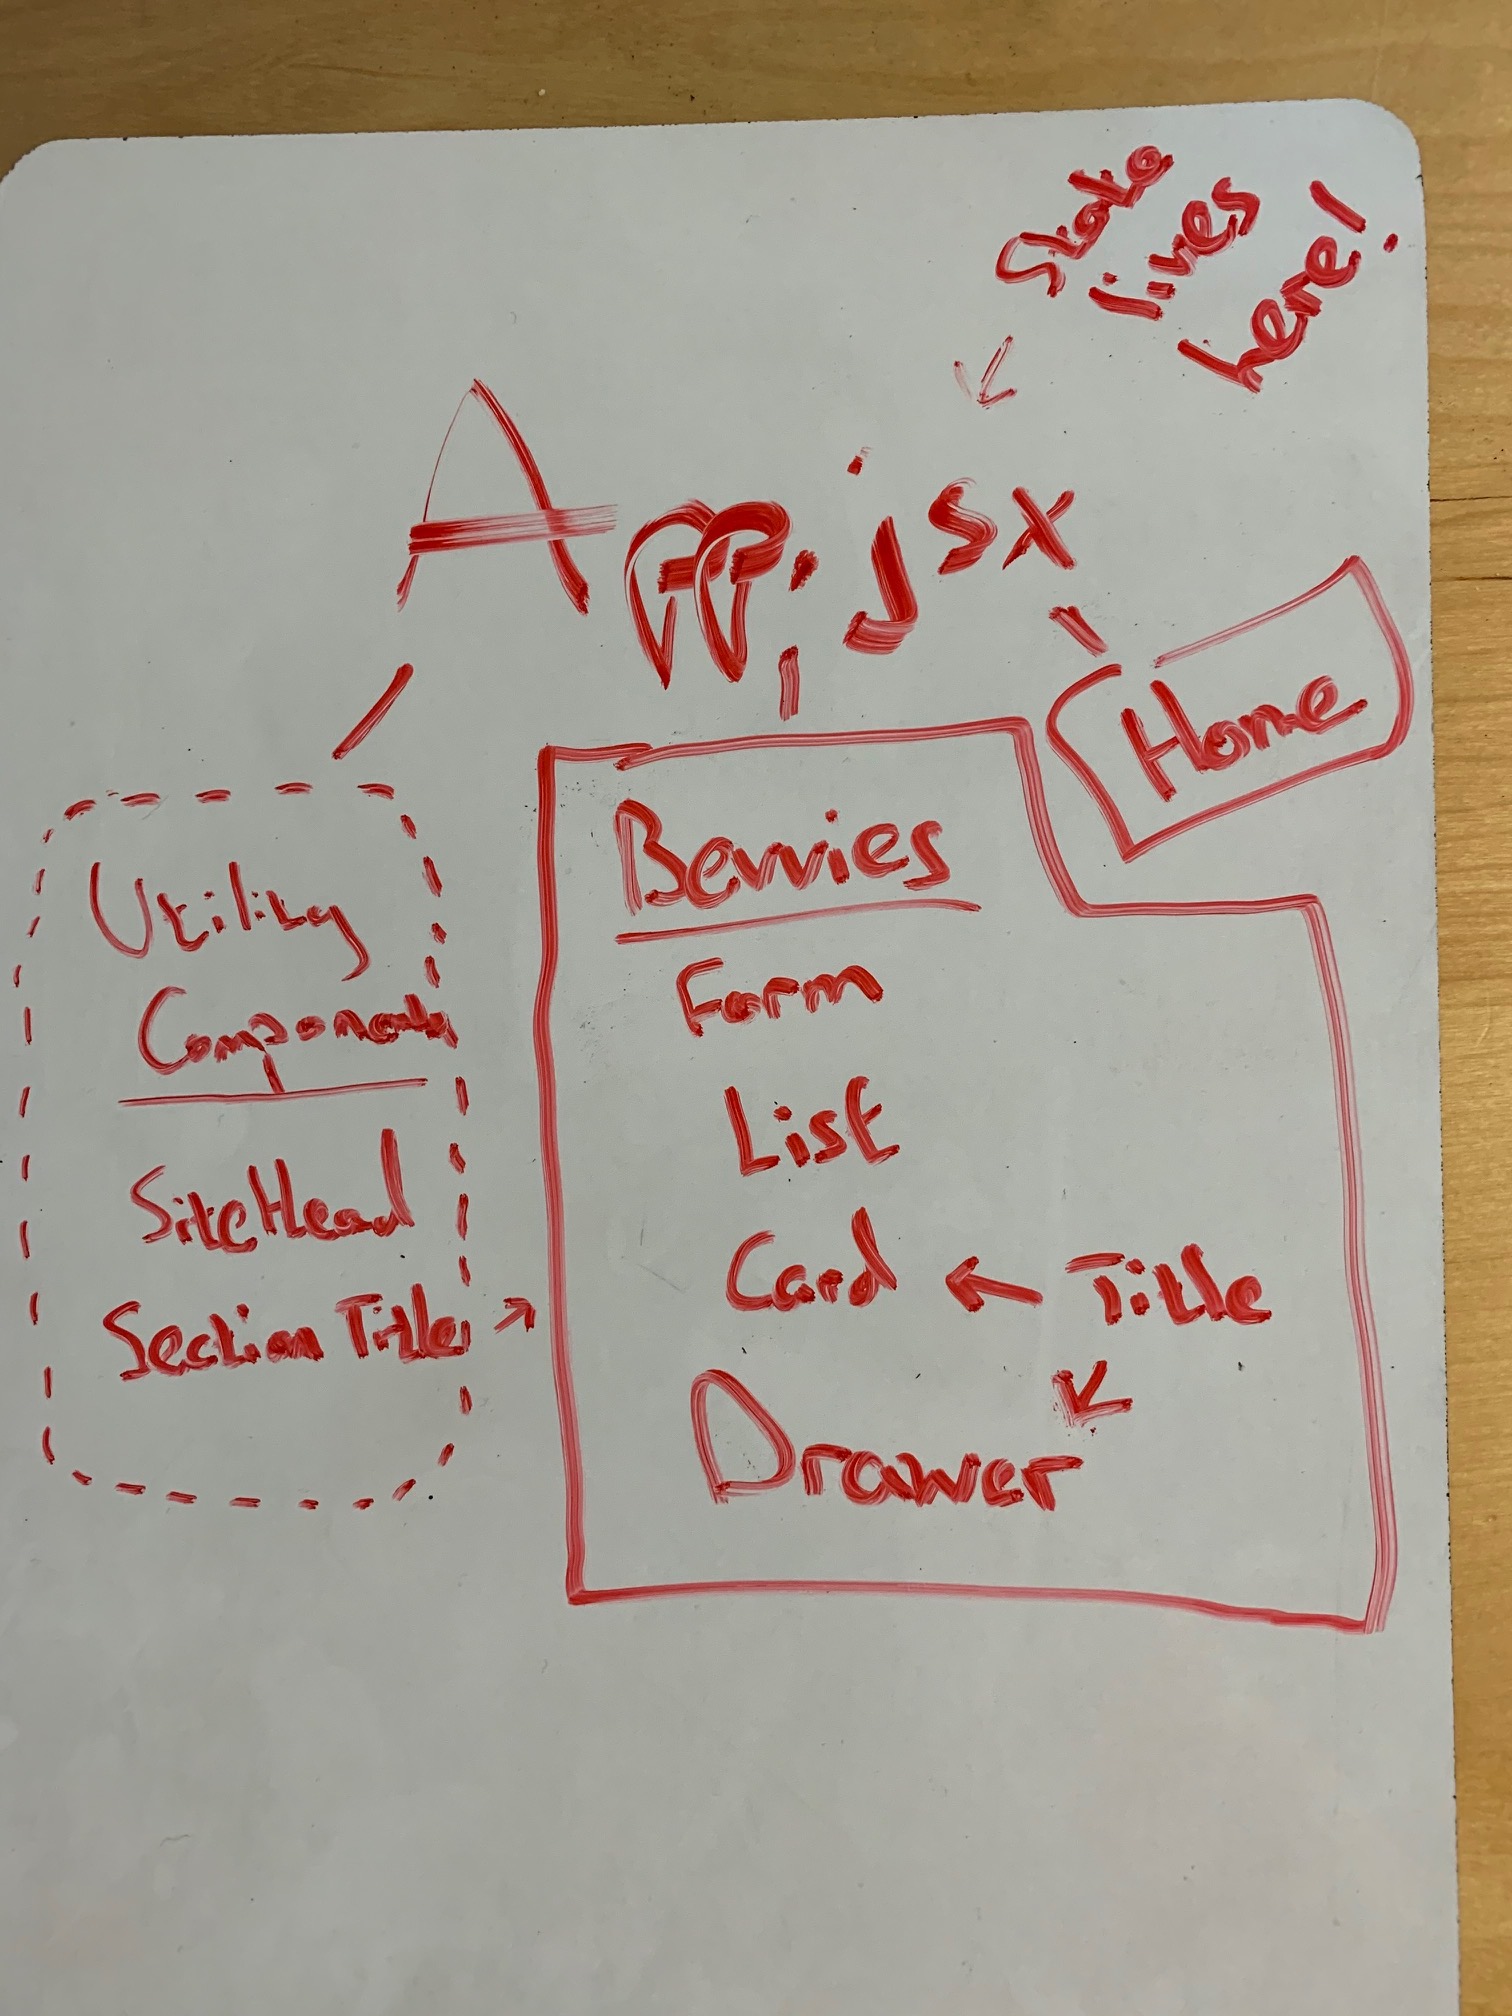 State
lives
here!
App.jsx
Home
Bevvies
Form
List
Card ← Title
Drawer
Utility
Components
SiteHead
Section Title